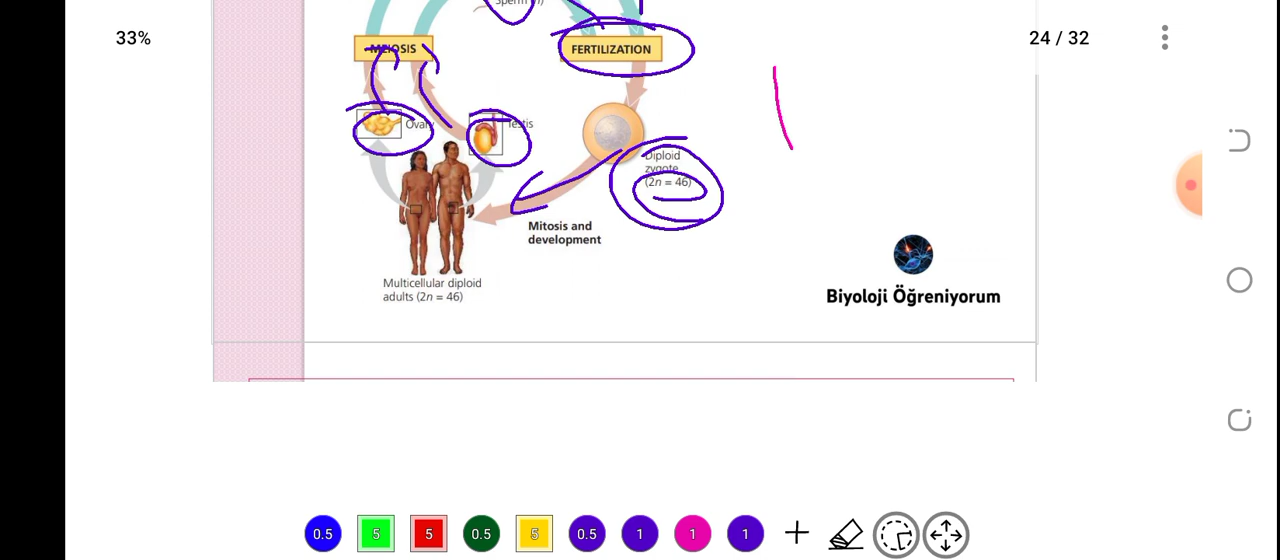 Sperm (n)
33%
24 / 32
MEIOSIS
FERTILIZATION
Ovary
Testis
Diploid
zygote
(2n = 46)
Mitosis and
development
Multicellular diploid
adults (2n = 46)
Biyoloji Öğreniyorum
0.5
5
5
0.5
5
0.5
1
1
1